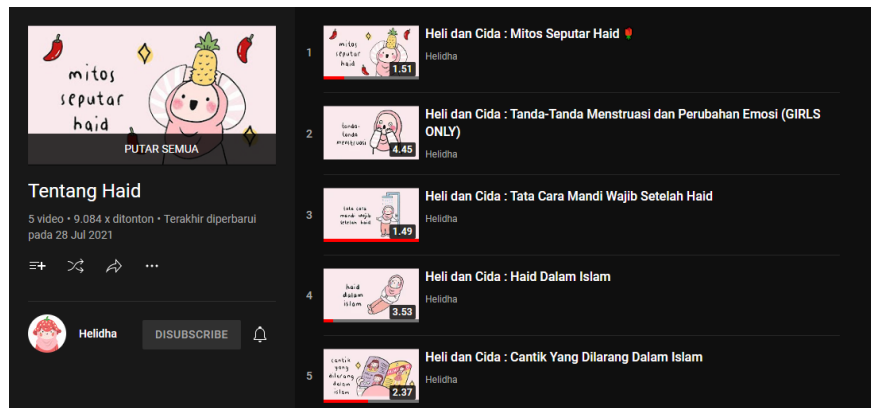 mitos
seputar
haid
PUTAR SEMUA
Tentang Haid
5 video • 9.084 x ditonton • Terakhir diperbarui
pada 28 Jul 2021
Helidha
DISUBSCRIBE
1
mitos
seputar
haid
1.51
Heli dan Cida : Mitos Seputar Haid
Helidha
2
tanda-
tanda
menstruasi
4.45
Heli dan Cida : Tanda-Tanda Menstruasi dan Perubahan Emosi (GIRLS
ONLY)
Helidha
3
tata cara
mandi wajib
setelah haid
1.49
Heli dan Cida : Tata Cara Mandi Wajib Setelah Haid
Helidha
4
haid
dalam
islam
3.53
Heli dan Cida : Haid Dalam Islam
Helidha
5
cantik
yang
dilarang
dalam
islam
2.37
Heli dan Cida : Cantik Yang Dilarang Dalam Islam
Helidha